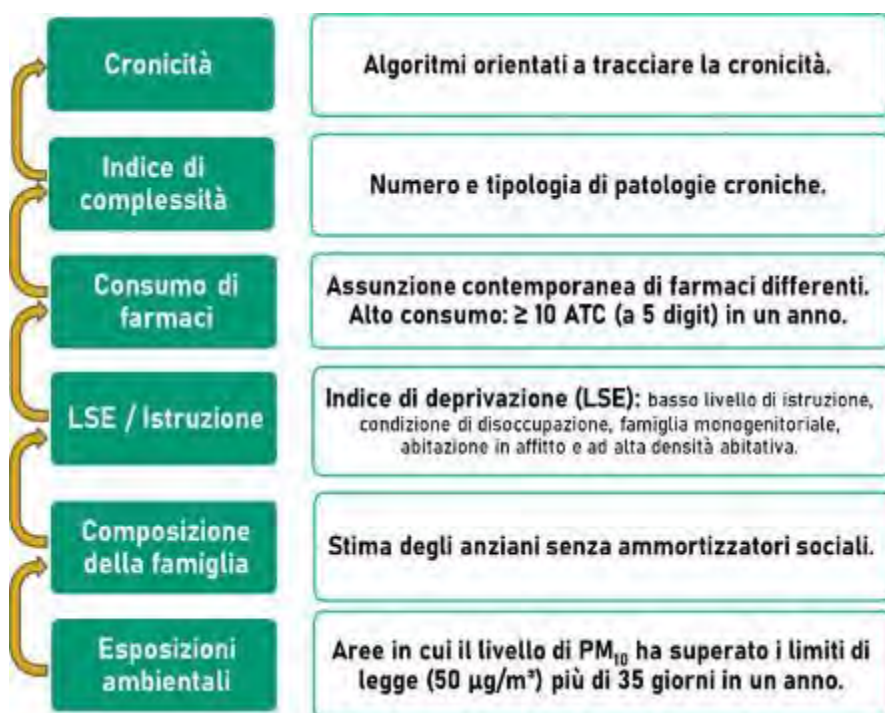 Cronicità
Algoritmi orientati a tracciare la cronicità.
Indice di
complessità
Numero e tipologia di patologie croniche.
Consumo di
farmaci
Assunzione contemporanea di farmaci differenti.
Alto consumo: ≥ 10 ATC (a 5 digit) in un anno.
LSE / Istruzione
Indice di deprivazione (LSE): basso livello di istruzione,
condizione di disoccupazione, famiglia monogenitoriale,
abitazione in affitto e ad alta densità abitativa.
Composizione
della famiglia
Stima degli anziani senza ammortizzatori sociali.
Esposizioni
ambientali
Aree in cui il livello di PM₁₀ ha superato i limiti di
legge (50 µg/m³) più di 35 giorni in un anno.